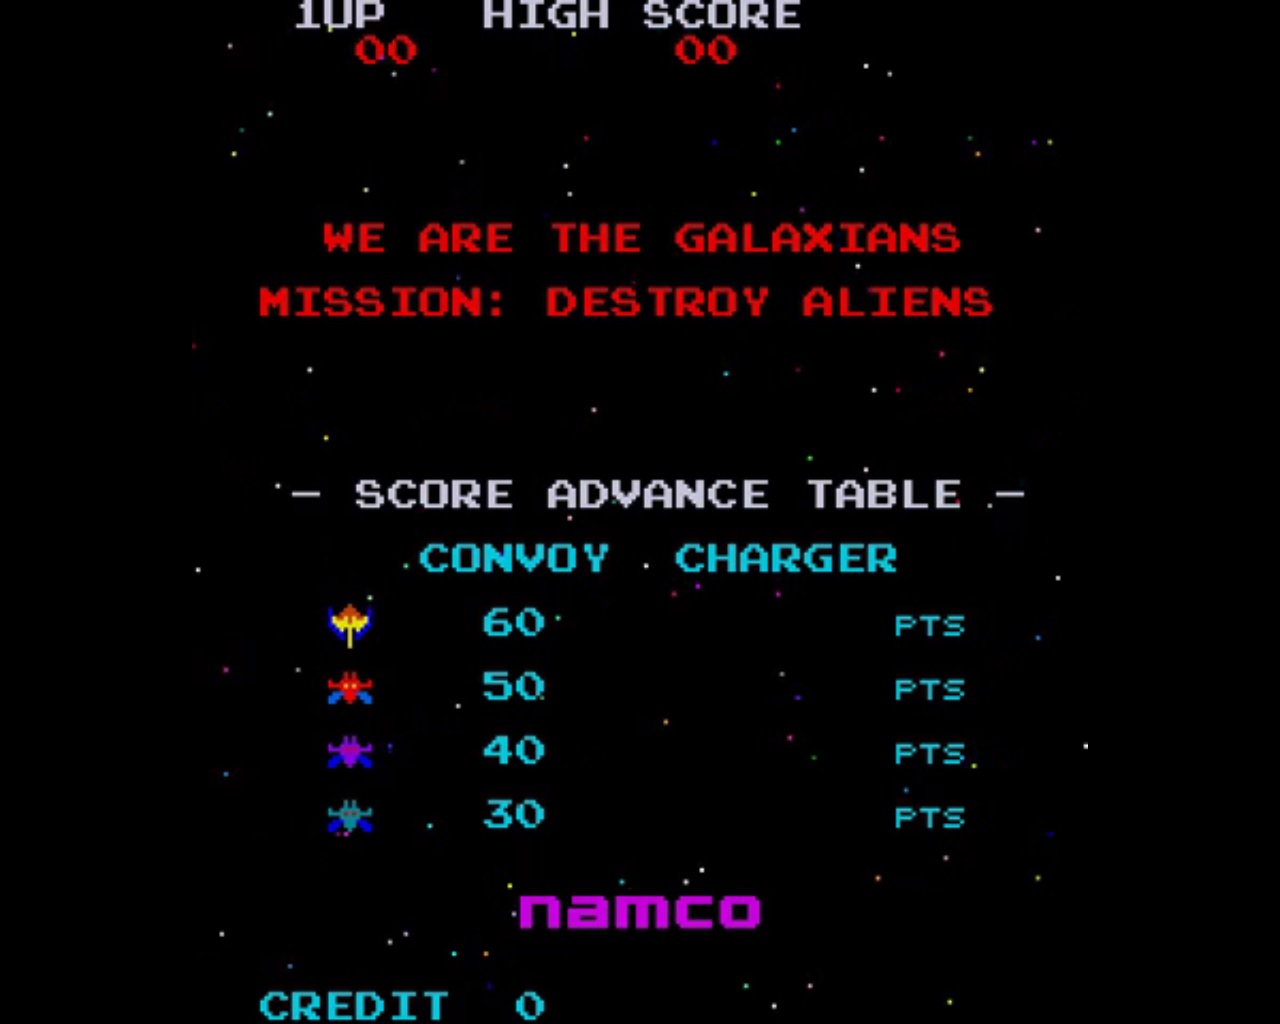 1UP HIGH SCORE
00 00
WE ARE THE GALAXIANS
MISSION: DESTROY ALIENS
— SCORE ADVANCE TABLE —
CONVOY CHARGER
60 PTS
50 PTS
40 PTS
30 PTS
namco
CREDIT 0